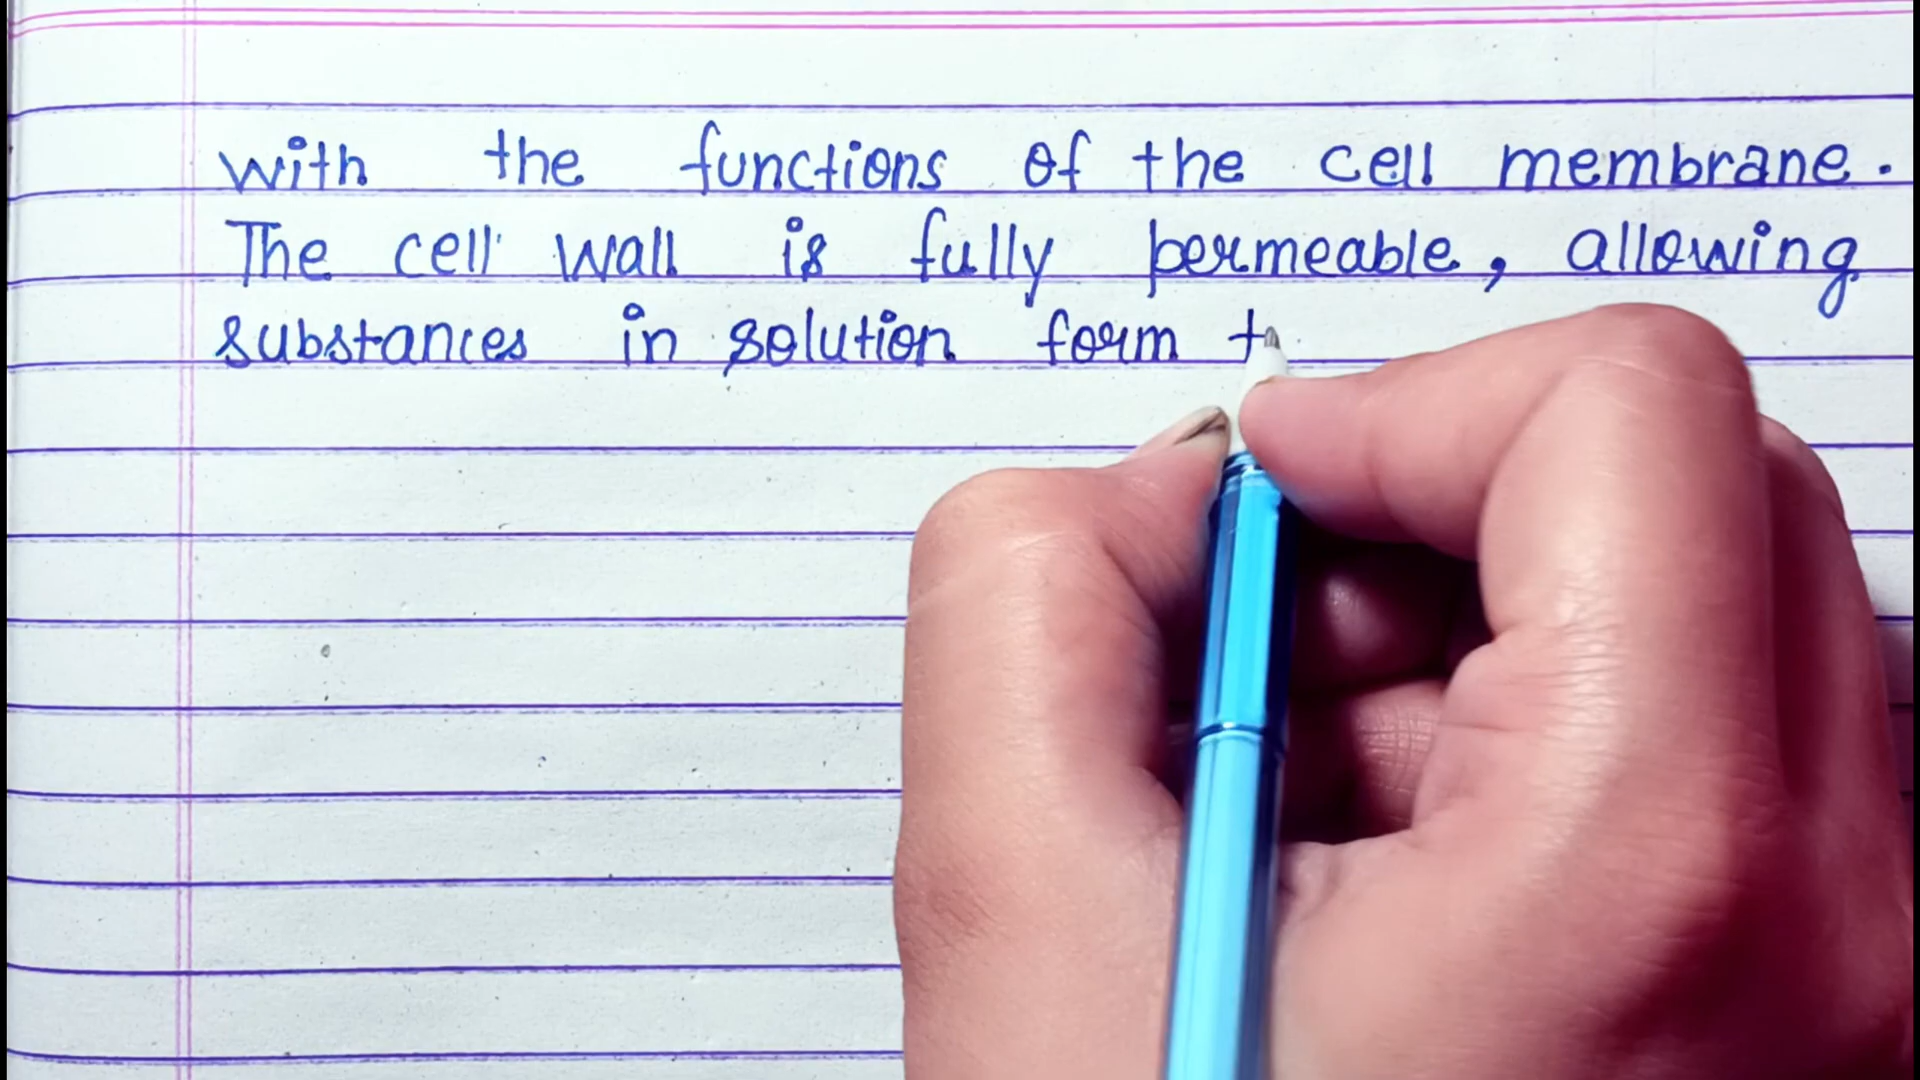 with the functions of the cell membrane.
The cell wall is fully permeable, allowing
substances in solution form t